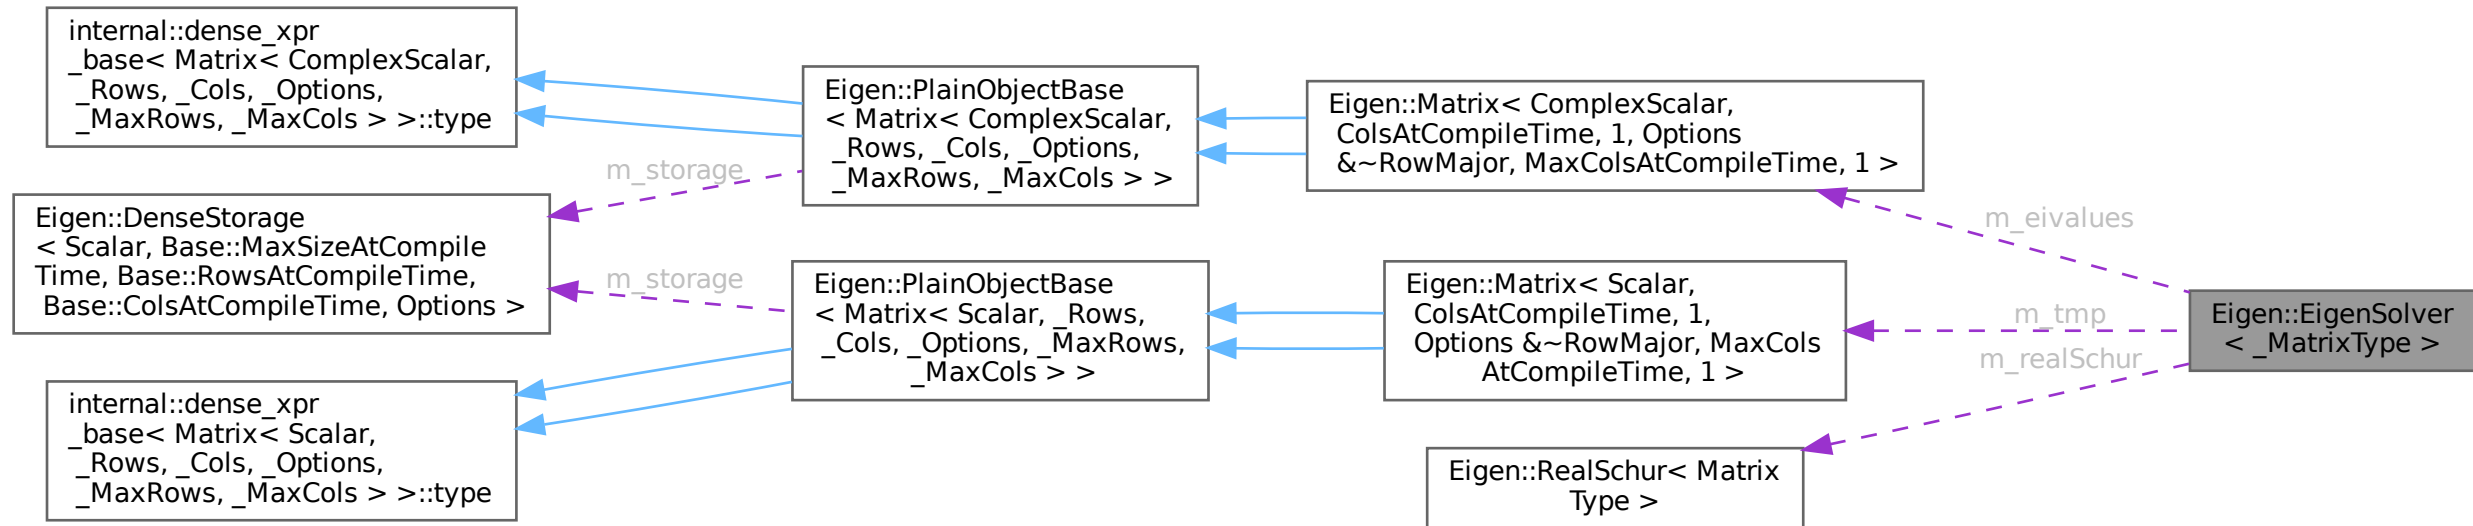 internal::dense_xpr
_base< Matrix< ComplexScalar,
_Rows, _Cols, _Options,
_MaxRows, _MaxCols > >::type
Eigen::DenseStorage
< Scalar, Base::MaxSizeAtCompile
Time, Base::RowsAtCompileTime,
Base::ColsAtCompileTime, Options >
internal::dense_xpr
_base< Matrix< Scalar,
_Rows, _Cols, _Options,
_MaxRows, _MaxCols > >::type
m_storage
m_storage
Eigen::PlainObjectBase
< Matrix< ComplexScalar,
_Rows, _Cols, _Options,
_MaxRows, _MaxCols > >
Eigen::PlainObjectBase
< Matrix< Scalar, _Rows,
_Cols, _Options, _MaxRows,
_MaxCols > >
Eigen::Matrix< ComplexScalar,
ColsAtCompileTime, 1, Options
&~RowMajor, MaxColsAtCompileTime, 1 >
Eigen::Matrix< Scalar,
ColsAtCompileTime, 1,
Options &~RowMajor, MaxCols
AtCompileTime, 1 >
Eigen::RealSchur< Matrix
Type >
m_eivalues
m_tmp
m_realSchur
Eigen::EigenSolver
< _MatrixType >